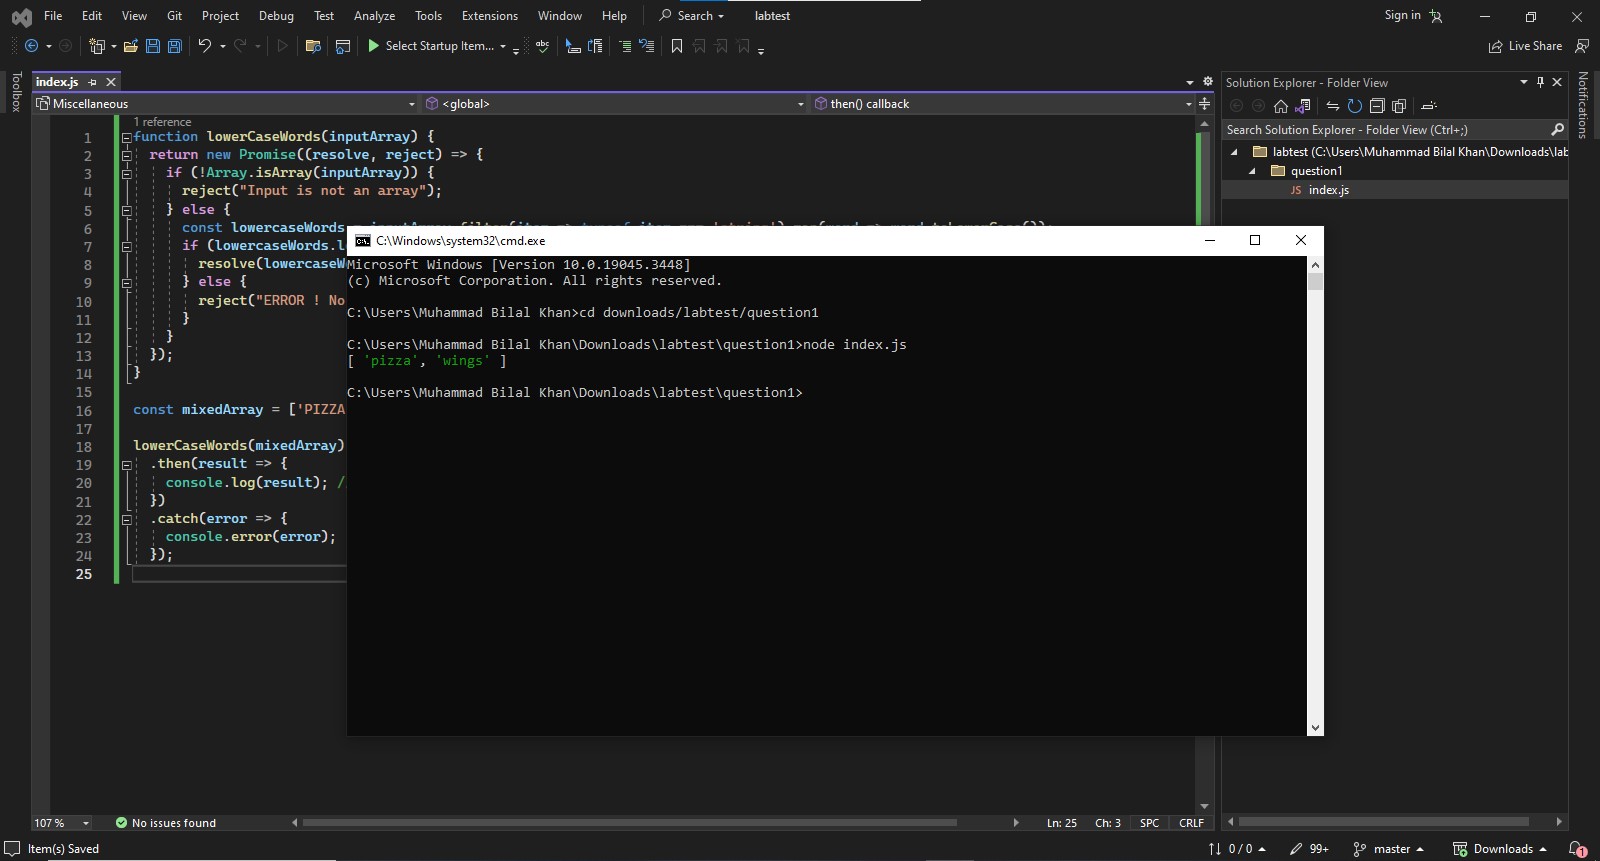 File Edit View Git Project Debug Test Analyze Tools Extensions Window Help Search labtest Sign in
Select Startup Item... Live Share
Toolbox
index.js
Miscellaneous <global> then() callback
1 reference
1 function lowerCaseWords(inputArray) {
2 return new Promise((resolve, reject) => {
3 if (!Array.isArray(inputArray)) {
4 reject("Input is not an array");
5 } else {
6 const lowercaseWords
7 if (lowercaseWords.l
8 resolve(lowercaseW
9 } else {
10 reject("ERROR ! No
11 }
12 }
13 });
14 }
15
16 const mixedArray = ['PIZZA
17
18 lowerCaseWords(mixedArray)
19 .then(result => {
20 console.log(result); /
21 })
22 .catch(error => {
23 console.error(error);
24 });
25
C:\Windows\system32\cmd.exe
Microsoft Windows [Version 10.0.19045.3448]
(c) Microsoft Corporation. All rights reserved.
C:\Users\Muhammad Bilal Khan>cd downloads/labtest/question1
C:\Users\Muhammad Bilal Khan\Downloads\labtest\question1>node index.js
[ 'pizza', 'wings' ]
C:\Users\Muhammad Bilal Khan\Downloads\labtest\question1>
Solution Explorer - Folder View
Search Solution Explorer - Folder View (Ctrl+;)
labtest (C:\Users\Muhammad Bilal Khan\Downloads\lab
question1
JS index.js
Notifications
107 % No issues found Ln: 25 Ch: 3 SPC CRLF
Item(s) Saved 0 / 0 99+ master Downloads 1